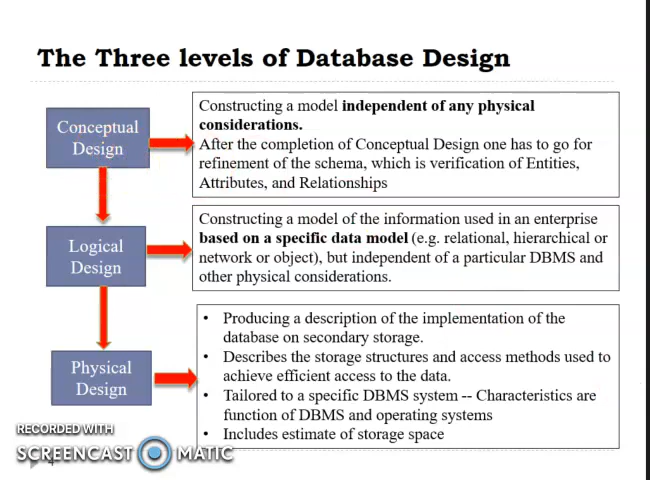 The Three levels of Database Design
Conceptual
Design
Constructing a model independent of any physical
considerations.
After the completion of Conceptual Design one has to go for
refinement of the schema, which is verification of Entities,
Attributes, and Relationships
Logical
Design
Constructing a model of the information used in an enterprise
based on a specific data model (e.g. relational, hierarchical or
network or object), but independent of a particular DBMS and
other physical considerations.
Physical
Design
• Producing a description of the implementation of the
database on secondary storage.
• Describes the storage structures and access methods used to
achieve efficient access to the data.
• Tailored to a specific DBMS system -- Characteristics are
function of DBMS and operating systems
• Includes estimate of storage space
RECORDED WITH
SCREENCAST MATIC
4